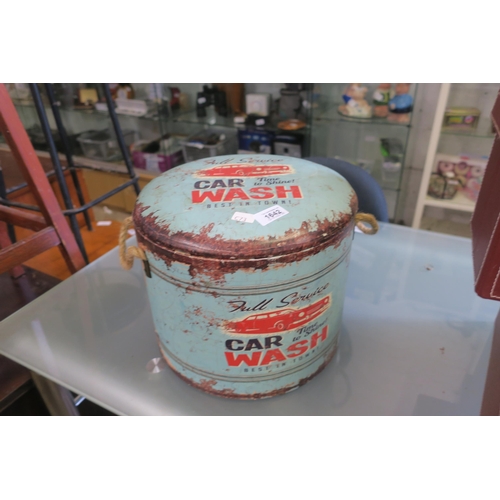 Full Service
Time
CAR to Shine!
WASH
BEST IN TOWN!
1642
Full Service
Time
CAR to Shine!
WASH
BEST IN TOWN!